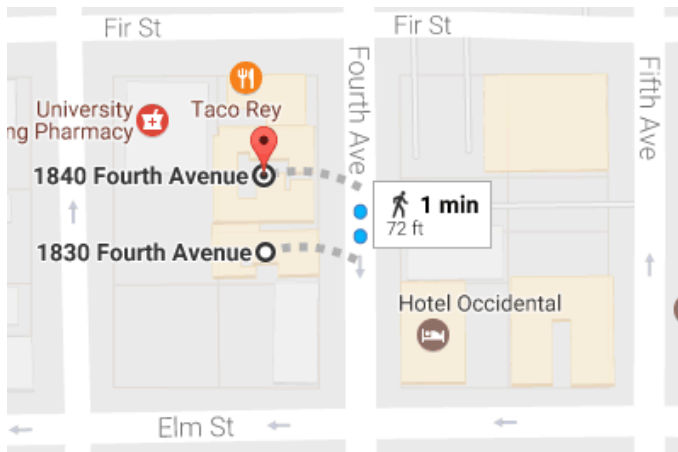 Fir St
Fir St
Fourth Ave
Fifth Ave
Taco Rey
University
ng Pharmacy
1840 Fourth Avenue
1 min
72 ft
1830 Fourth Avenue
Hotel Occidental
Elm St